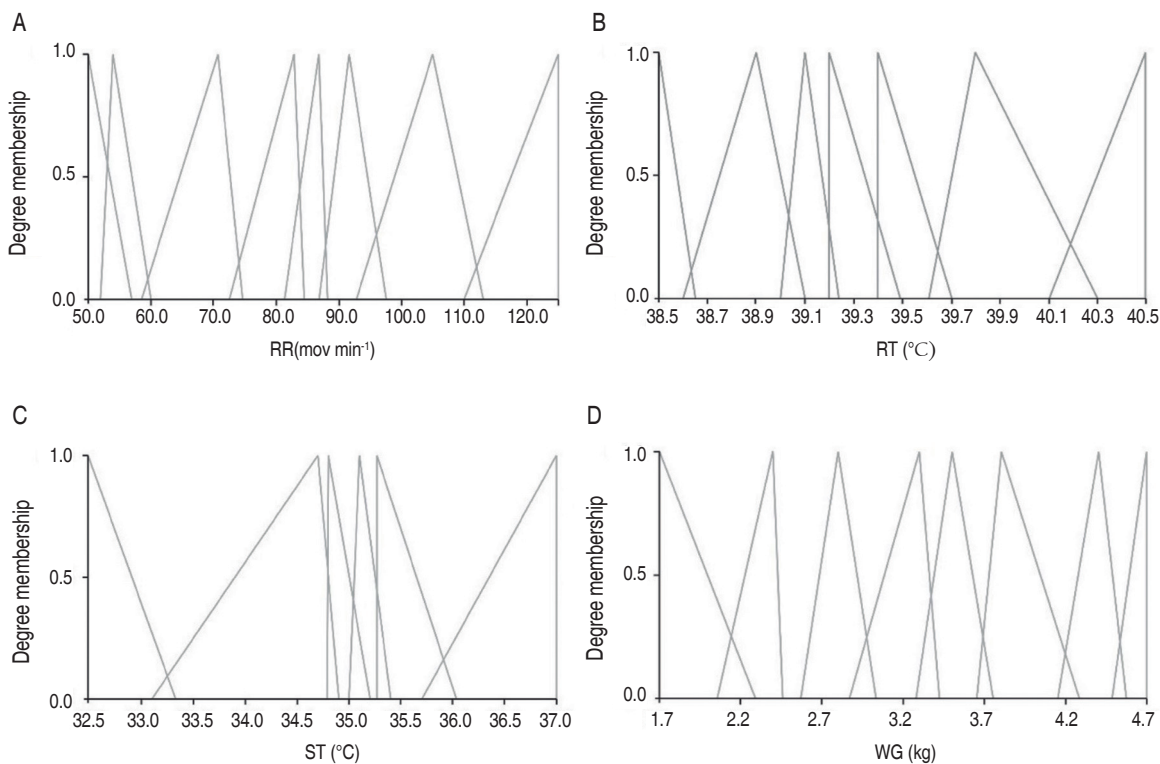 A
Degree membership
1.0
0.5
0.0
50.0 60.0 70.0 80.0 90.0 100.0 110.0 120.0
RR(mov min⁻¹)
B
Degree membership
1.0
0.5
0.0
38.5 38.7 38.9 39.1 39.3 39.5 39.7 39.9 40.1 40.3 40.5
RT (°C)
C
Degree membership
1.0
0.5
0.0
32.5 33.0 33.5 34.0 34.5 35.0 35.5 36.0 36.5 37.0
ST (°C)
D
Degree membership
1.0
0.5
0.0
1.7 2.2 2.7 3.2 3.7 4.2 4.7
WG (kg)